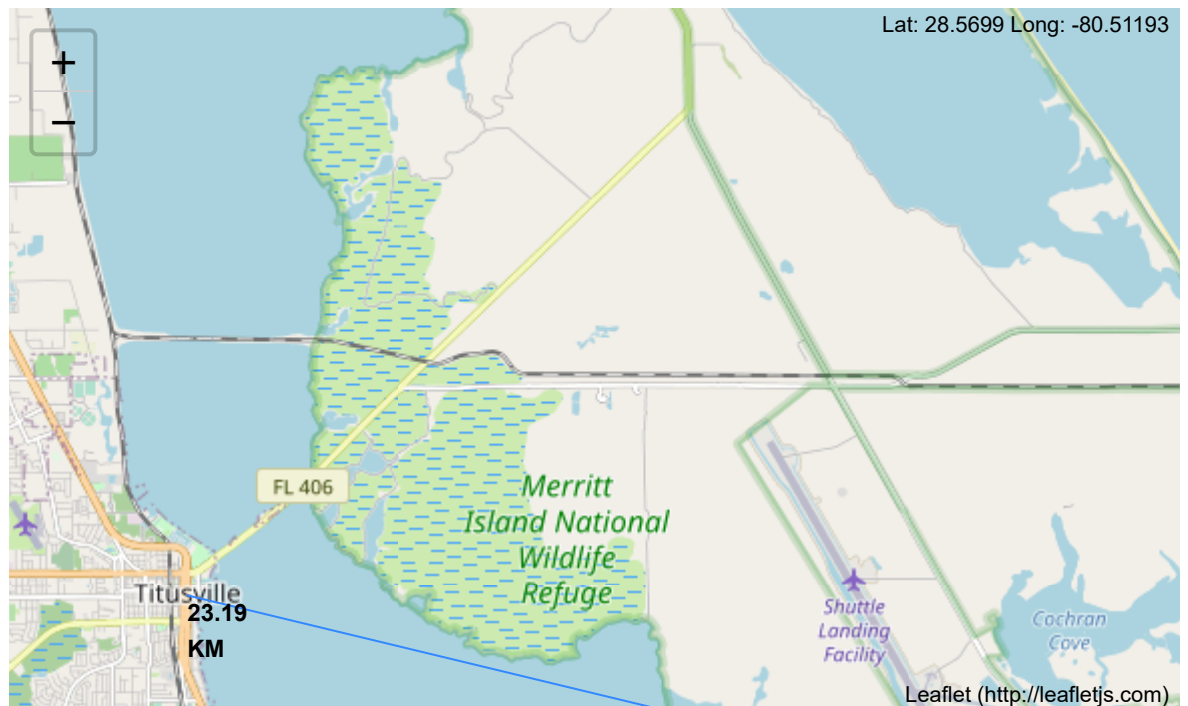 Lat: 28.5699 Long: -80.51193
+
−
FL 406
Merritt
Island National
Wildlife
Refuge
Titusville
23.19
KM
Shuttle
Landing
Facility
Cochran
Cove
Leaflet (http://leafletjs.com)